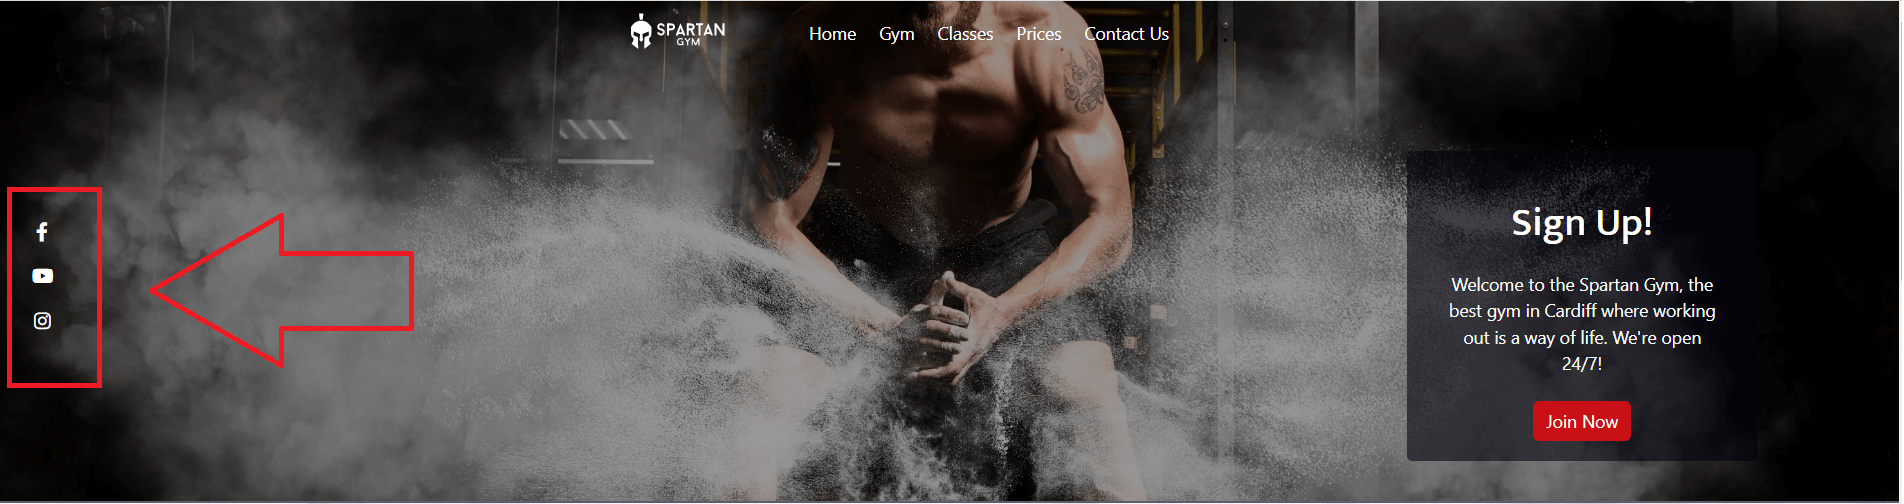 SPARTAN
GYM
Home Gym Classes Prices Contact Us
Sign Up!
Welcome to the Spartan Gym, the
best gym in Cardiff where working
out is a way of life. We're open
24/7!
Join Now